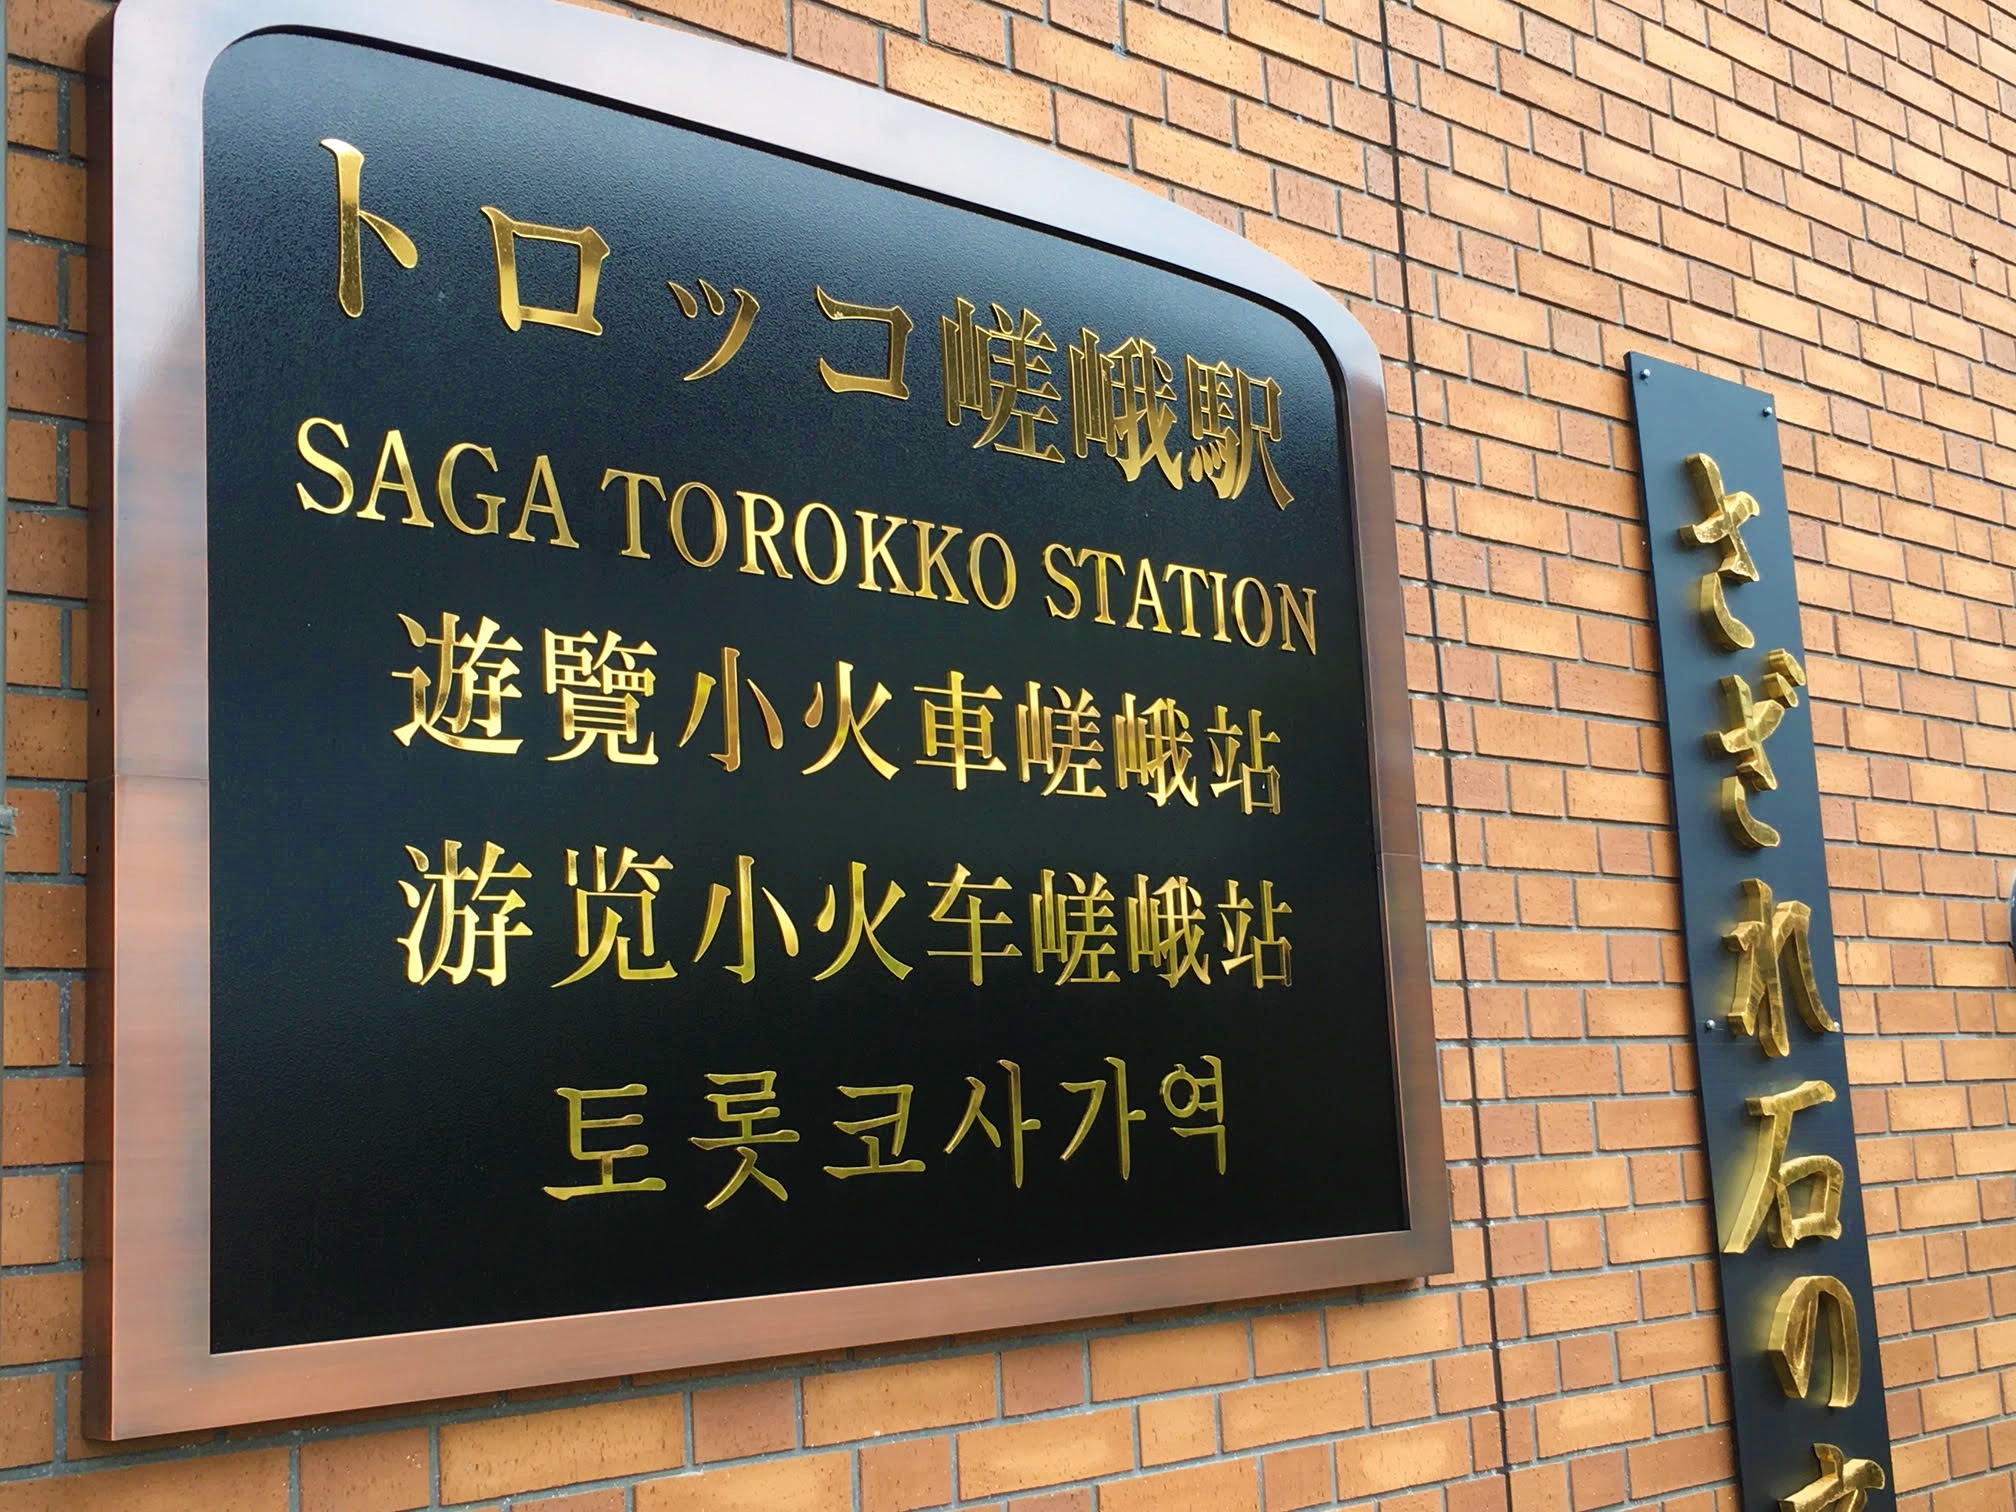 トロッコ嵯峨駅
SAGA TOROKKO STATION
遊覽小火車嵯峨站
游览小火车嵯峨站
토롯코사가역
さざれ石の